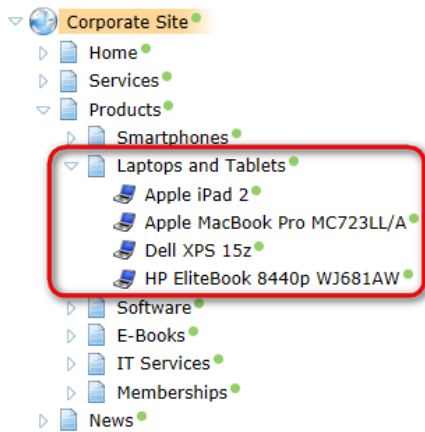 Corporate Site
Home
Services
Products
Smartphones
Laptops and Tablets
Apple iPad 2
Apple MacBook Pro MC723LL/A
Dell XPS 15z
HP EliteBook 8440p WJ681AW
Software
E-Books
IT Services
Memberships
News